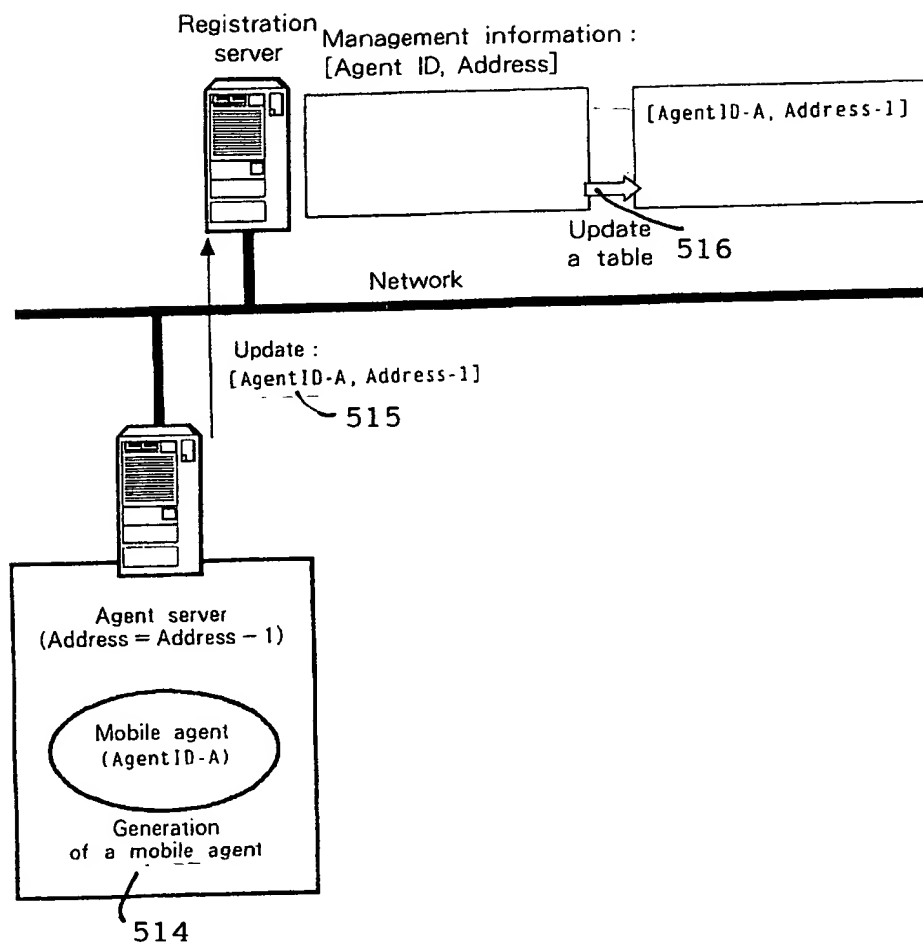 Registration
server
Management information :
[Agent ID, Address]
[AgentID-A, Address-1]
Update
a table
516
Network
Update :
[AgentID-A, Address-1]
515
Agent server
(Address = Address − 1)
Mobile agent
(AgentID-A)
Generation
of a mobile agent
514